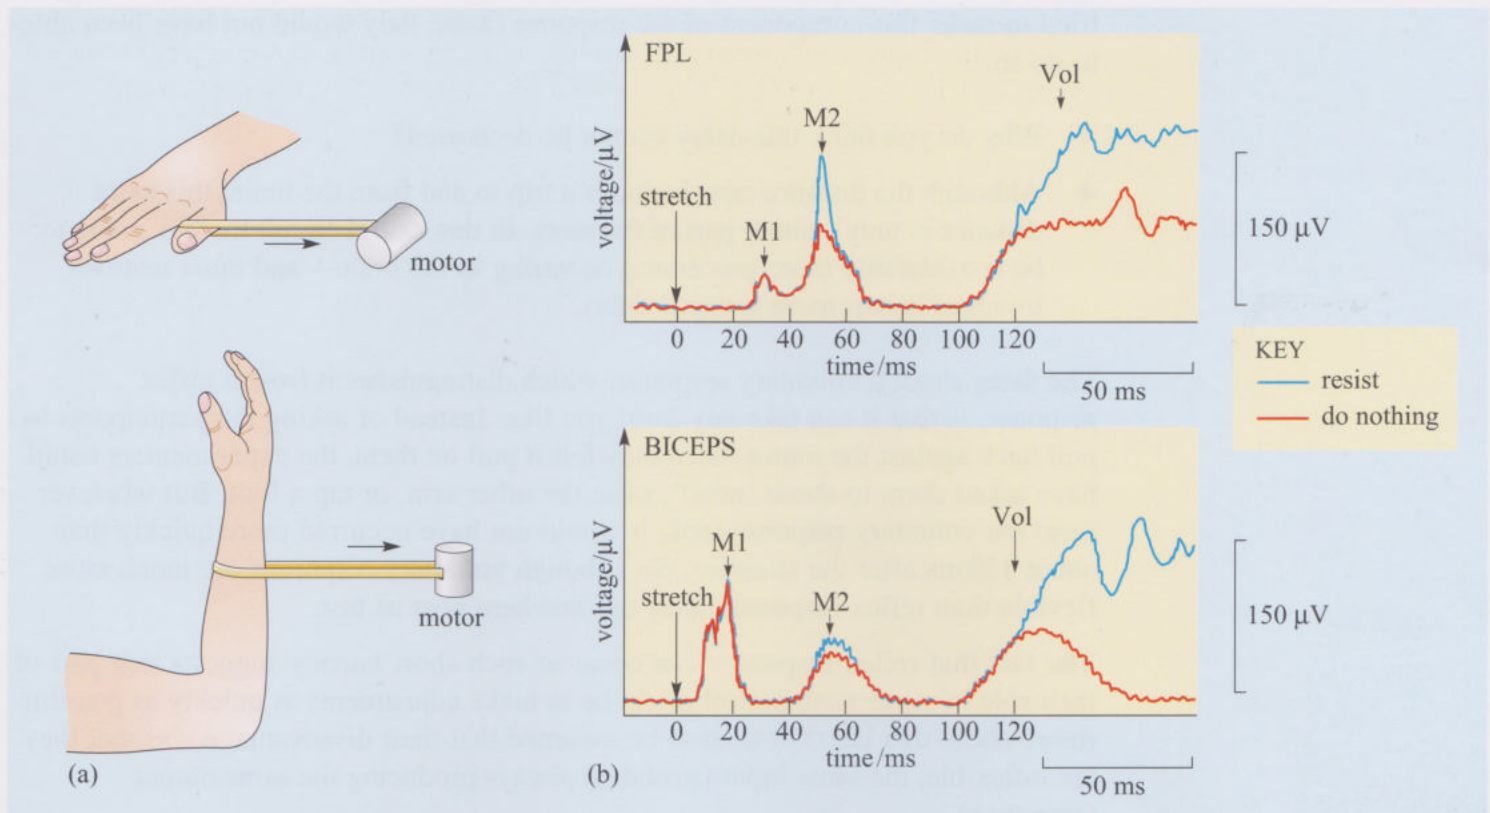 FPL
Vol
M2
stretch
M1
voltage/μV
150 μV
motor
0 20 40 60 80 100 120
time/ms
50 ms
KEY
resist
do nothing
BICEPS
Vol
M1
M2
stretch
voltage/μV
150 μV
motor
0 20 40 60 80 100 120
time/ms
50 ms
(a)
(b)